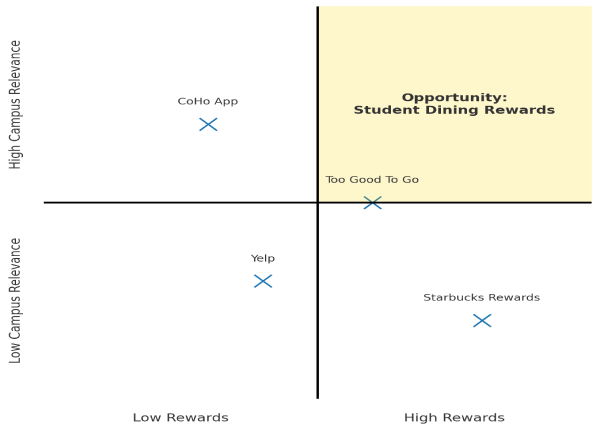 High Campus Relevance
CoHo App
Opportunity:
Student Dining Rewards
Too Good To Go
Low Campus Relevance
Yelp
Starbucks Rewards
Low Rewards
High Rewards